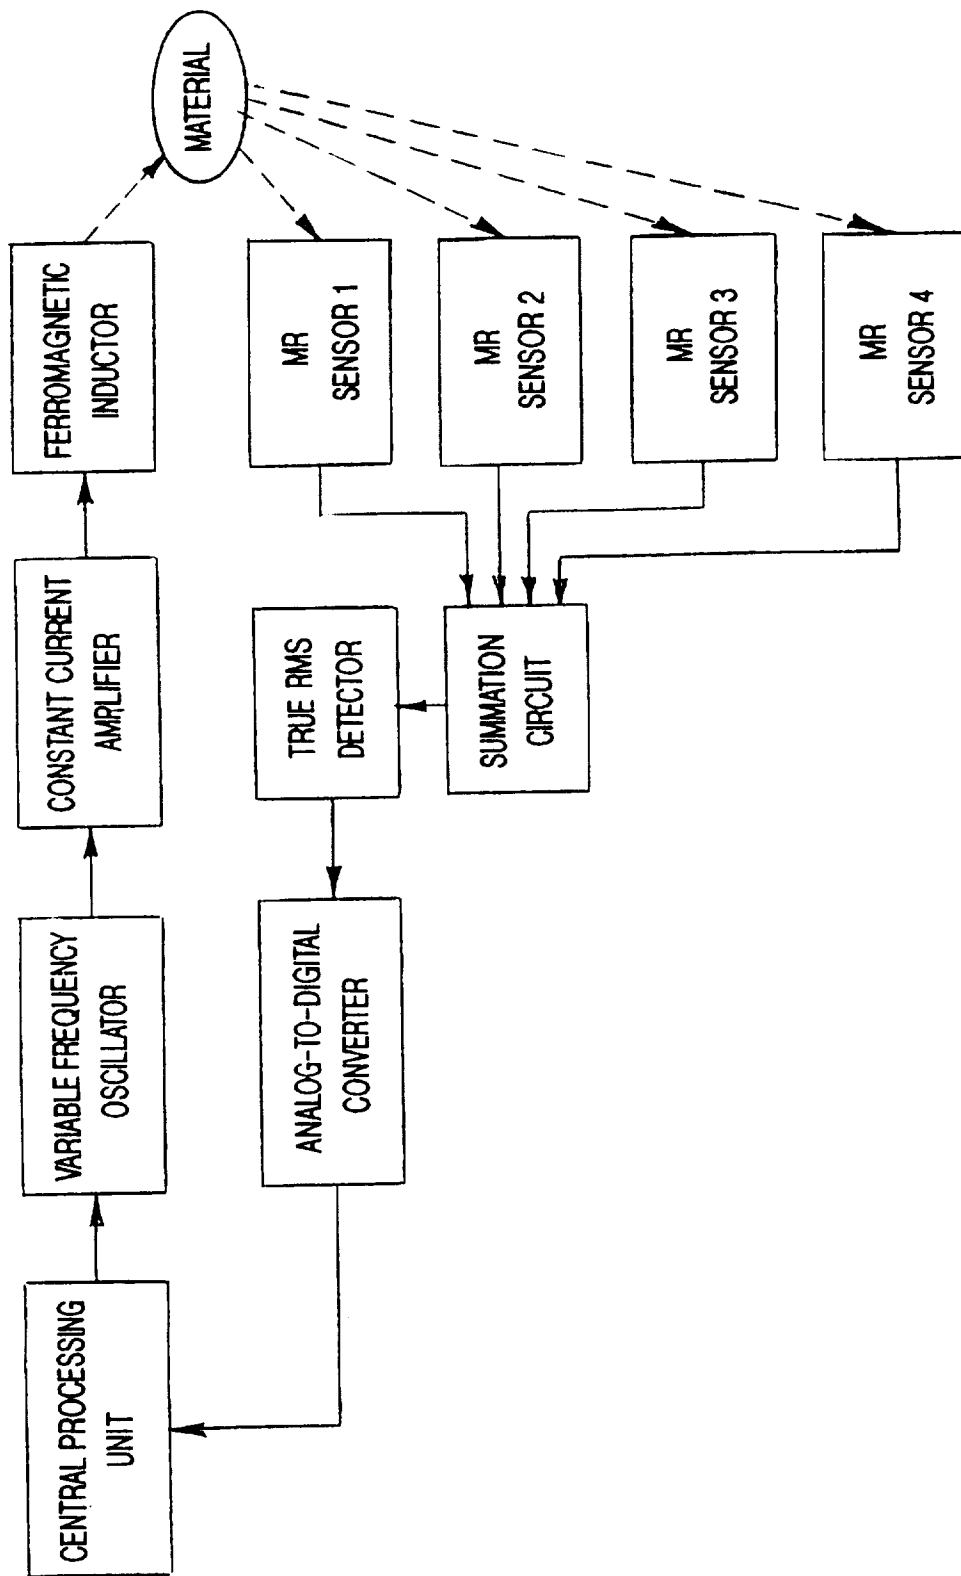 CENTRAL PROCESSING
UNIT
VARIABLE FREQUENCY
OSCILLATOR
CONSTANT CURRENT
AMPLIFIER
FERROMAGNETIC
INDUCTOR
MATERIAL
ANALOG-TO-DIGITAL
CONVERTER
TRUE RMS
DETECTOR
SUMMATION
CIRCUIT
MR
SENSOR 1
MR
SENSOR 2
MR
SENSOR 3
MR
SENSOR 4